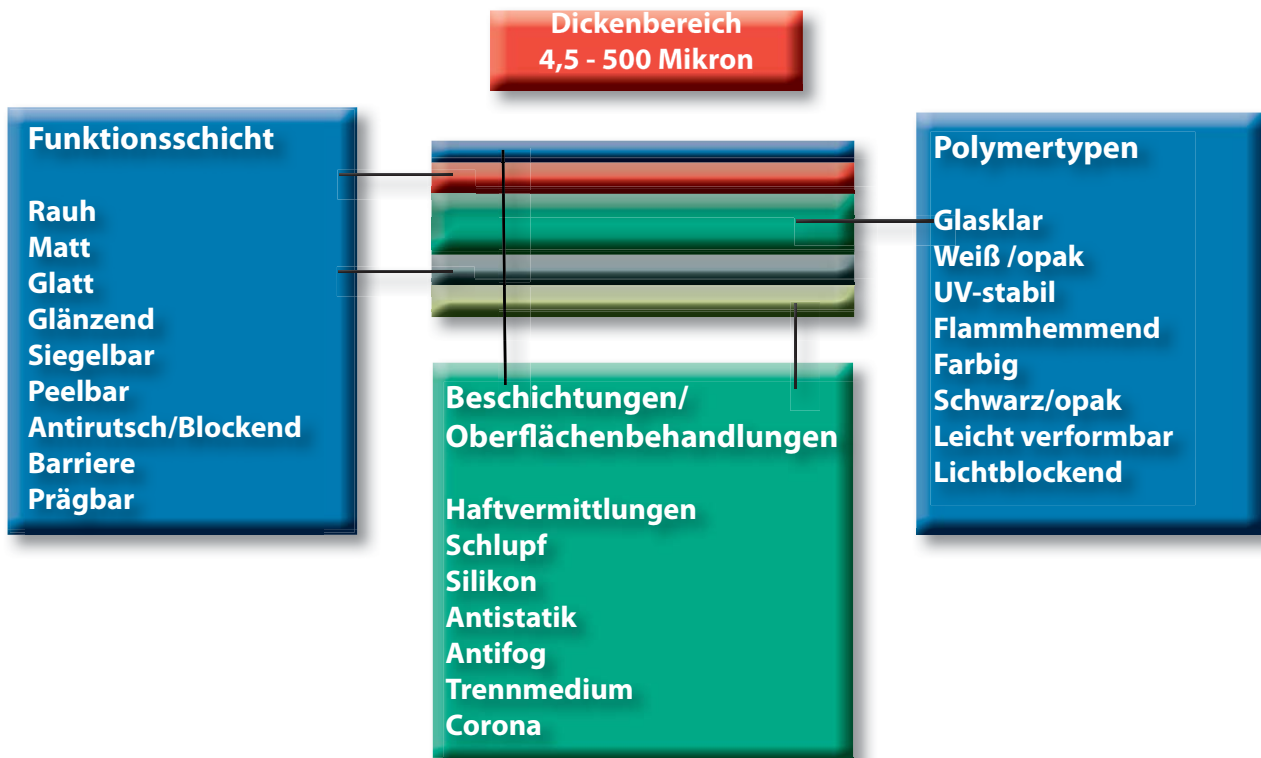 Dickenbereich
4,5 - 500 Mikron
Funktionsschicht
Rauh
Matt
Glatt
Glänzend
Siegelbar
Peelbar
Antirutsch/Blockend
Barriere
Prägbar
Polymertypen
Glasklar
Weiß /opak
UV-stabil
Flammhemmend
Farbig
Schwarz/opak
Leicht verformbar
Lichtblockend
Beschichtungen/
Oberflächenbehandlungen
Haftvermittlungen
Schlupf
Silikon
Antistatik
Antifog
Trennmedium
Corona